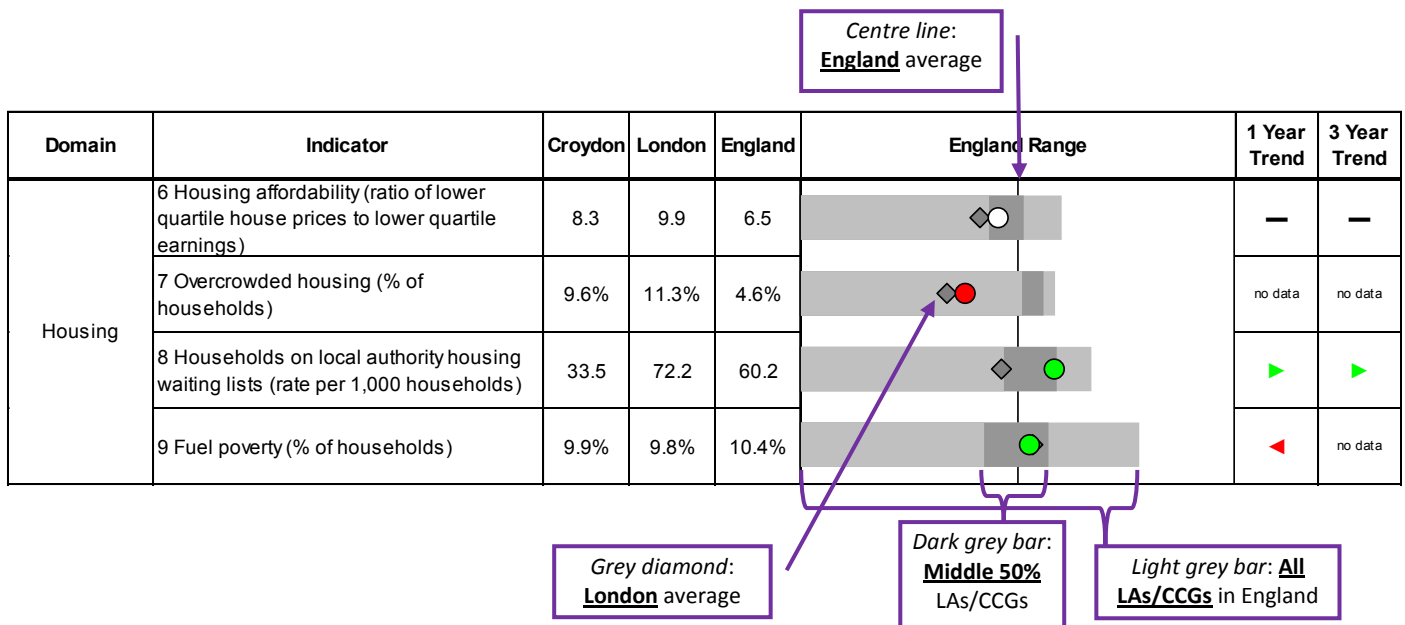 Centre line:
England average
Domain
Indicator
Croydon
London
England
England Range
1 Year
Trend
3 Year
Trend
Housing
6 Housing affordability (ratio of lower
quartile house prices to lower quartile
earnings)
8.3
9.9
6.5
7 Overcrowded housing (% of
households)
9.6%
11.3%
4.6%
no data
no data
8 Households on local authority housing
waiting lists (rate per 1,000 households)
33.5
72.2
60.2
9 Fuel poverty (% of households)
9.9%
9.8%
10.4%
no data
Grey diamond:
London average
Dark grey bar:
Middle 50%
LAs/CCGs
Light grey bar: All
LAs/CCGs in England